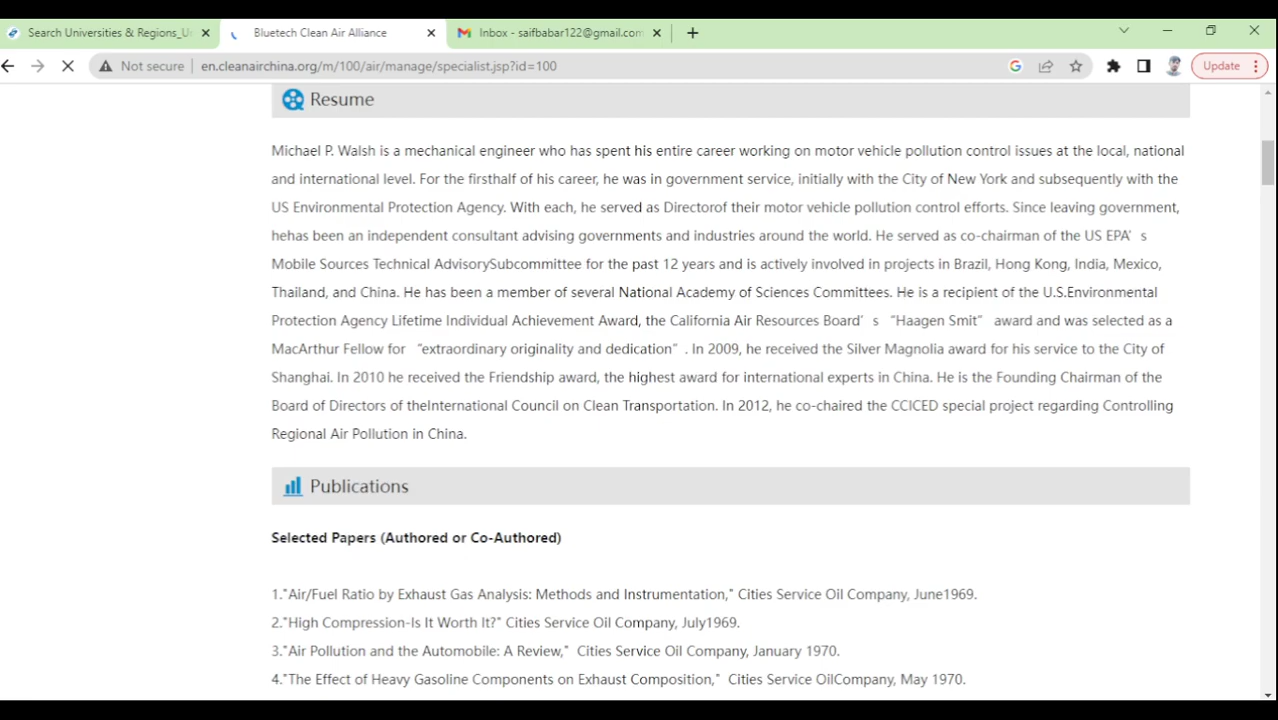 Search Universities & Regions_U
Bluetech Clean Air Alliance
Inbox - saifbabar122@gmail.com
Not secure
en.cleanairchina.org/m/100/air/manage/specialist.jsp?id=100
Update
Resume
Michael P. Walsh is a mechanical engineer who has spent his entire career working on motor vehicle pollution control issues at the local, national
and international level. For the firsthalf of his career, he was in government service, initially with the City of New York and subsequently with the
US Environmental Protection Agency. With each, he served as Directorof their motor vehicle pollution control efforts. Since leaving government,
hehas been an independent consultant advising governments and industries around the world. He served as co-chairman of the US EPA’s
Mobile Sources Technical AdvisorySubcommittee for the past 12 years and is actively involved in projects in Brazil, Hong Kong, India, Mexico,
Thailand, and China. He has been a member of several National Academy of Sciences Committees. He is a recipient of the U.S.Environmental
Protection Agency Lifetime Individual Achievement Award, the California Air Resources Board’s “Haagen Smit” award and was selected as a
MacArthur Fellow for “extraordinary originality and dedication”. In 2009, he received the Silver Magnolia award for his service to the City of
Shanghai. In 2010 he received the Friendship award, the highest award for international experts in China. He is the Founding Chairman of the
Board of Directors of theInternational Council on Clean Transportation. In 2012, he co-chaired the CCICED special project regarding Controlling
Regional Air Pollution in China.
Publications
Selected Papers (Authored or Co-Authored)
1."Air/Fuel Ratio by Exhaust Gas Analysis: Methods and Instrumentation," Cities Service Oil Company, June1969.
2."High Compression-Is It Worth It?" Cities Service Oil Company, July1969.
3."Air Pollution and the Automobile: A Review," Cities Service Oil Company, January 1970.
4."The Effect of Heavy Gasoline Components on Exhaust Composition," Cities Service OilCompany, May 1970.